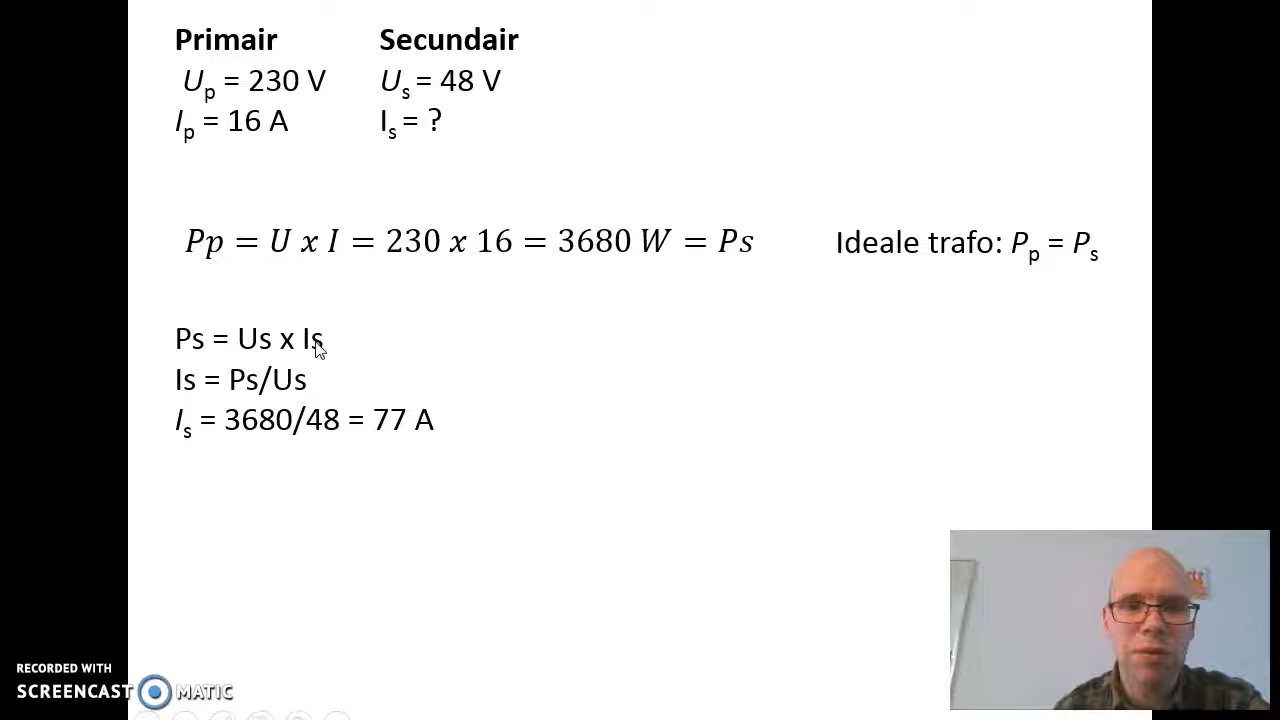 Primair Secundair
Up = 230 V Us = 48 V
Ip = 16 A Is = ?
Pp = U x I = 230 x 16 = 3680 W = Ps Ideale trafo: Pp = Ps
Ps = Us x Is
Is = Ps/Us
Is = 3680/48 = 77 A
RECORDED WITH
SCREENCAST MATIC